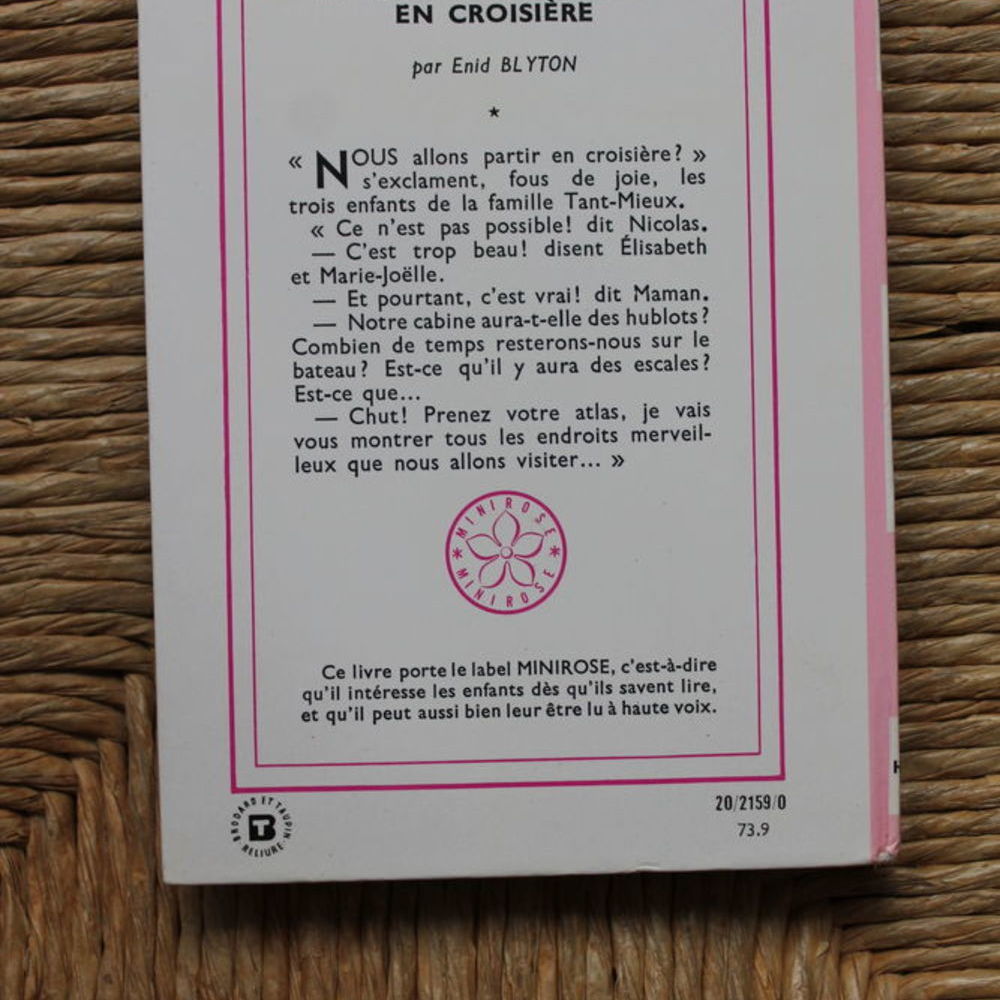 EN CROISIÈRE
par Enid BLYTON
★
« NOUS allons partir en croisière? »
s'exclament, fous de joie, les
trois enfants de la famille Tant-Mieux.
« Ce n'est pas possible! dit Nicolas.
— C'est trop beau! disent Élisabeth
et Marie-Joëlle.
— Et pourtant, c'est vrai! dit Maman.
— Notre cabine aura-t-elle des hublots?
Combien de temps resterons-nous sur le
bateau? Est-ce qu'il y aura des escales?
Est-ce que...
— Chut! Prenez votre atlas, je vais
vous montrer tous les endroits merveil-
leux que nous allons visiter... »
* MINIROSE *
MINIROSE
Ce livre porte le label MINIROSE, c'est-à-dire
qu'il intéresse les enfants dès qu'ils savent lire,
et qu'il peut aussi bien leur être lu à haute voix.
BRODARD ET TAUPIN
RELIURE
20/2159/0
73.9